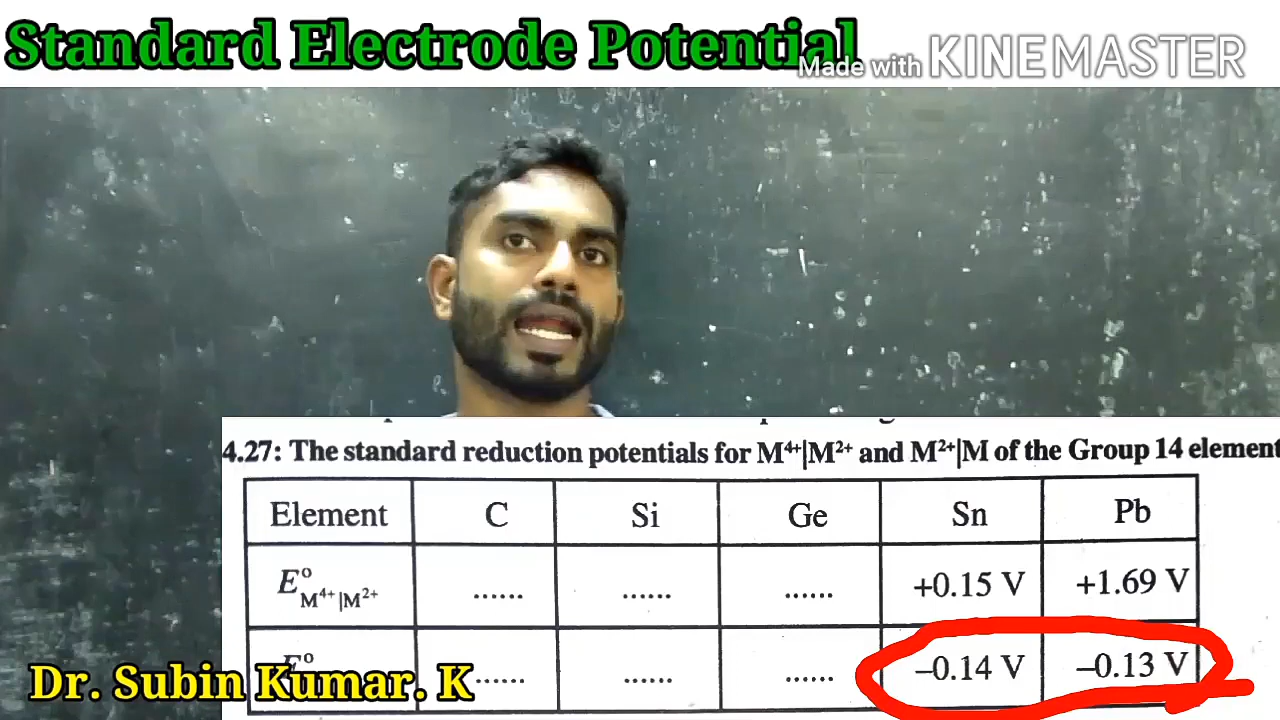 Standard Electrode Potential
Made with KINEMASTER
4.27: The standard reduction potentials for M⁴⁺|M²⁺ and M²⁺|M of the Group 14 element
Element C Si Ge Sn Pb
E°M⁴⁺|M²⁺ ...... ...... ...... +0.15 V +1.69 V
E° ...... ...... ...... –0.14 V –0.13 V
Dr. Subin Kumar. K